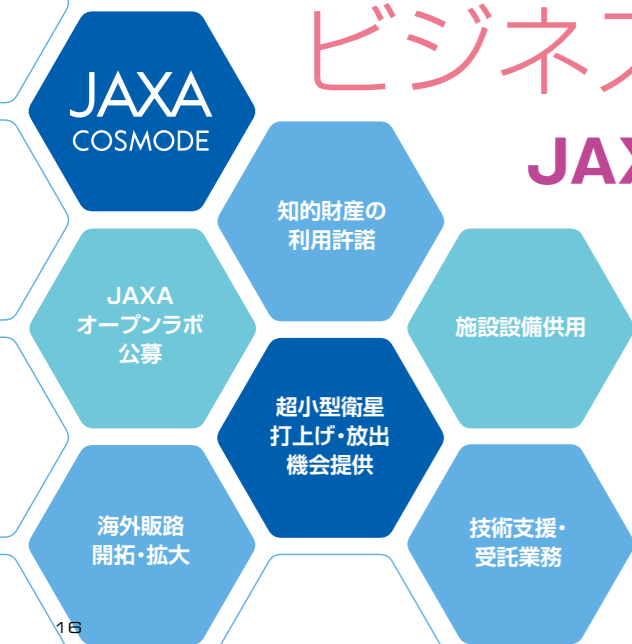 ビジネス
JAX
JAXA
COSMODE
知的財産の
利用許諾
JAXA
オープンラボ
公募
施設設備供用
超小型衛星
打上げ・放出
機会提供
海外販路
開拓・拡大
技術支援・
受託業務
16